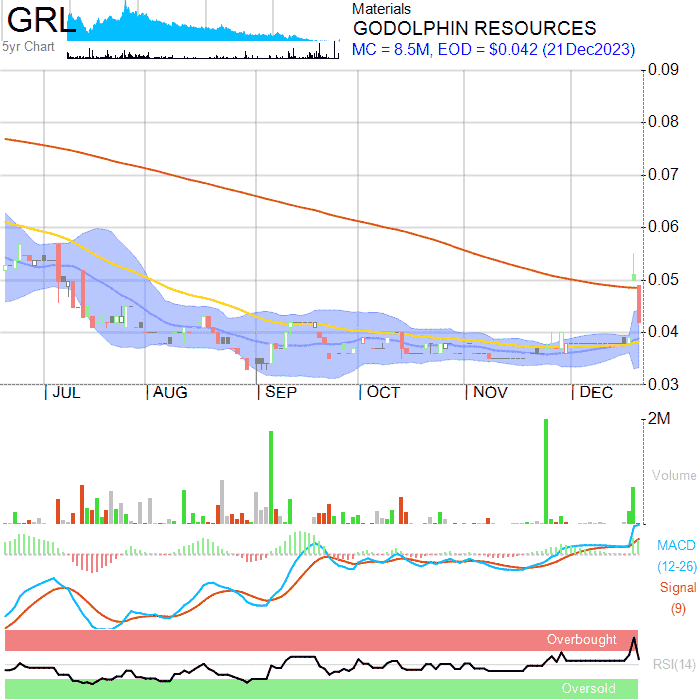 GRL
5yr Chart
Materials
GODOLPHIN RESOURCES
MC = 8.5M, EOD = $0.042 (21Dec2023)
0.09
0.08
0.07
0.06
0.05
0.04
0.03
JUL AUG SEP OCT NOV DEC
2M
Volume
MACD
(12-26)
Signal
(9)
Overbought
RSI(14)
Oversold